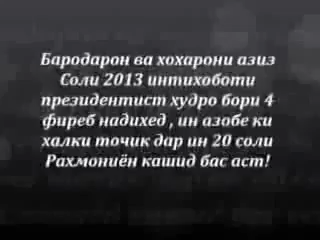 Бародарон ва хохарони азиз
Соли 2013 интихоботи
президентист худро бори 4
фиреб надихед , ин азобе ки
халки точик дар ин 20 соли
Рахмониён кашид бас аст!